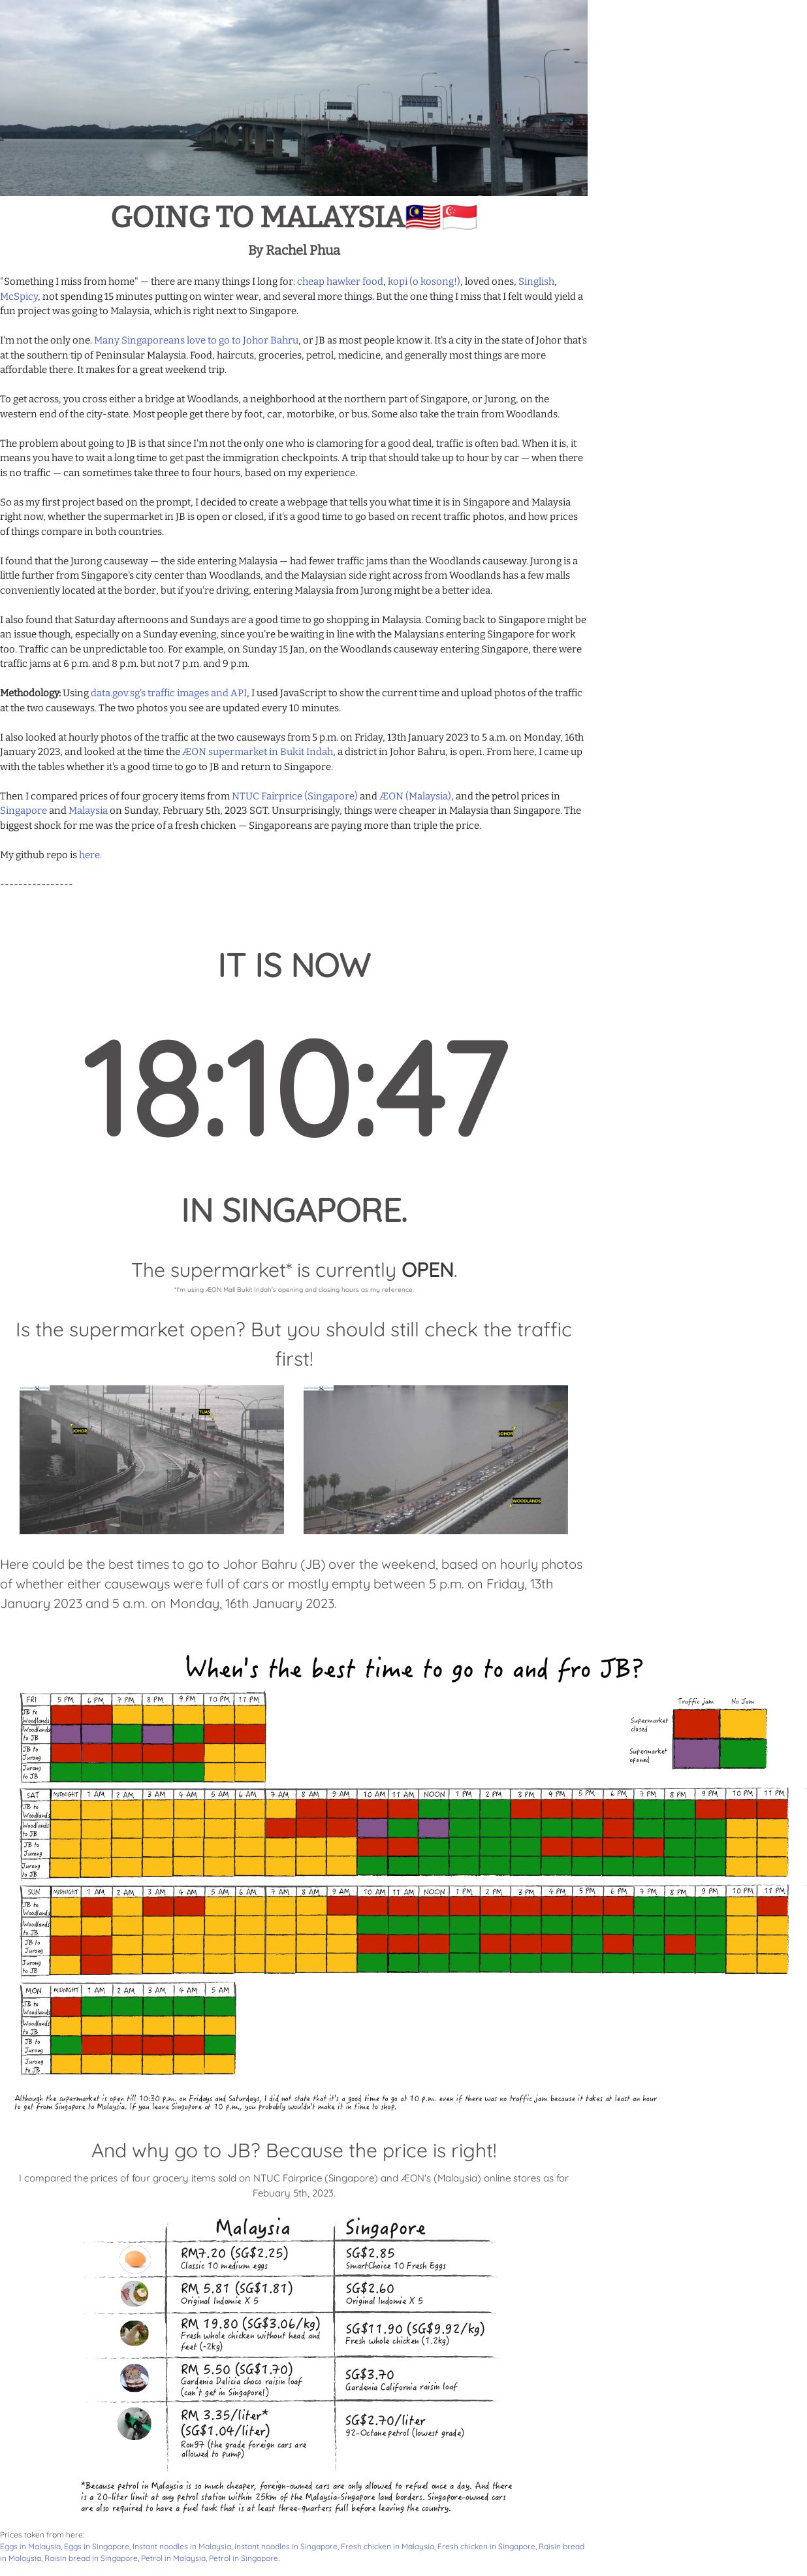 GOING TO MALAYSIA🇲🇾🇸🇬
By Rachel Phua
"Something I miss from home" — there are many things I long for: cheap hawker food, kopi (o kosong!), loved ones, Singlish,
McSpicy, not spending 15 minutes putting on winter wear, and several more things. But the one thing I miss that I felt would yield a
fun project was going to Malaysia, which is right next to Singapore.
I'm not the only one. Many Singaporeans love to go to Johor Bahru, or JB as most people know it. It's a city in the state of Johor that's
at the southern tip of Peninsular Malaysia. Food, haircuts, groceries, petrol, medicine, and generally most things are more
affordable there. It makes for a great weekend trip.
To get across, you cross either a bridge at Woodlands, a neighborhood at the northern part of Singapore, or Jurong, on the
western end of the city-state. Most people get there by foot, car, motorbike, or bus. Some also take the train from Woodlands.
The problem about going to JB is that since I'm not the only one who is clamoring for a good deal, traffic is often bad. When it is, it
means you have to wait a long time to get past the immigration checkpoints. A trip that should take up to hour by car — when there
is no traffic — can sometimes take three to four hours, based on my experience.
So as my first project based on the prompt, I decided to create a webpage that tells you what time it is in Singapore and Malaysia
right now, whether the supermarket in JB is open or closed, if it's a good time to go based on recent traffic photos, and how prices
of things compare in both countries.
I found that the Jurong causeway — the side entering Malaysia — had fewer traffic jams than the Woodlands causeway. Jurong is a
little further from Singapore's city center than Woodlands, and the Malaysian side right across from Woodlands has a few malls
conveniently located at the border, but if you're driving, entering Malaysia from Jurong might be a better idea.
I also found that Saturday afternoons and Sundays are a good time to go shopping in Malaysia. Coming back to Singapore might be
an issue though, especially on a Sunday evening, since you're be waiting in line with the Malaysians entering Singapore for work
too. Traffic can be unpredictable too. For example, on Sunday 15 Jan, on the Woodlands causeway entering Singapore, there were
traffic jams at 6 p.m. and 8 p.m. but not 7 p.m. and 9 p.m.
Methodology: Using data.gov.sg's traffic images and API, I used JavaScript to show the current time and upload photos of the traffic
at the two causeways. The two photos you see are updated every 10 minutes.
I also looked at hourly photos of the traffic at the two causeways from 5 p.m. on Friday, 13th January 2023 to 5 a.m. on Monday, 16th
January 2023, and looked at the time the ÆON supermarket in Bukit Indah, a district in Johor Bahru, is open. From here, I came up
with the tables whether it's a good time to go to JB and return to Singapore.
Then I compared prices of four grocery items from NTUC Fairprice (Singapore) and ÆON (Malaysia), and the petrol prices in
Singapore and Malaysia on Sunday, February 5th, 2023 SGT. Unsurprisingly, things were cheaper in Malaysia than Singapore. The
biggest shock for me was the price of a fresh chicken — Singaporeans are paying more than triple the price.
My github repo is here.
----------------
IT IS NOW
18:10:47
IN SINGAPORE.
The supermarket* is currently OPEN.
*I'm using ÆON Mall Bukit Indah's opening and closing hours as my reference.
Is the supermarket open? But you should still check the traffic
first!
JOHOR TUAS
JOHOR
WOODLANDS
Here could be the best times to go to Johor Bahru (JB) over the weekend, based on hourly photos
of whether either causeways were full of cars or mostly empty between 5 p.m. on Friday, 13th
January 2023 and 5 a.m. on Monday, 16th January 2023.
When's the best time to go to and fro JB?
Traffic jam No Jam
Supermarket
closed
Supermarket
opened
FRI 5 PM 6 PM 7 PM 8 PM 9 PM 10 PM 11 PM
JB to
Woodlands
Woodlands
to JB
JB to
Jurong
Jurong
to JB
SAT MIDNIGHT 1 AM 2 AM 3 AM 4 AM 5 AM 6 AM 7 AM 8 AM 9 AM 10 AM 11 AM NOON 1 PM 2 PM 3 PM 4 PM 5 PM 6 PM 7 PM 8 PM 9 PM 10 PM 11 PM
JB to
Woodlands
Woodlands
to JB
JB to
Jurong
Jurong
to JB
SUN MIDNIGHT 1 AM 2 AM 3 AM 4 AM 5 AM 6 AM 7 AM 8 AM 9 AM 10 AM 11 AM NOON 1 PM 2 PM 3 PM 4 PM 5 PM 6 PM 7 PM 8 PM 9 PM 10 PM 11 PM
JB to
Woodlands
Woodlands
to JB
JB to
Jurong
Jurong
to JB
MON MIDNIGHT 1 AM 2 AM 3 AM 4 AM 5 AM
JB to
Woodlands
Woodlands
to JB
JB to
Jurong
Jurong
to JB
Although the supermarket is open till 10:30 p.m. on Fridays and Saturdays, I did not state that it's a good time to go at 10 p.m. even if there was no traffic jam because it takes at least an hour
to get from Singapore to Malaysia. If you leave Singapore at 10 p.m., you probably wouldn't make it in time to shop.
And why go to JB? Because the price is right!
I compared the prices of four grocery items sold on NTUC Fairprice (Singapore) and ÆON's (Malaysia) online stores as for
Febuary 5th, 2023.
Malaysia Singapore
RM7.20 (SG$2.25) SG$2.85
Classic 10 medium eggs SmartChoice 10 Fresh Eggs
RM 5.81 (SG$1.81) SG$2.60
Original Indomie X 5 Original Indomie X 5
RM 19.80 (SG$3.06/kg) SG$11.90 (SG$9.92/kg)
Fresh whole chicken without head and Fresh whole chicken (1.2kg)
feet (~2kg)
RM 5.50 (SG$1.70) SG$3.70
Gardenia Delicia choco raisin loaf Gardenia California raisin loaf
(can't get in Singapore!)
RM 3.35/liter* SG$2.70/liter
(SG$1.04/liter) 92-Octane petrol (lowest grade)
Ron97 (the grade foreign cars are
allowed to pump)
*Because petrol in Malaysia is so much cheaper, foreign-owned cars are only allowed to refuel once a day. And there
is a 20-liter limit at any petrol station within 25km of the Malaysia-Singapore land borders. Singapore-owned cars
are also required to have a fuel tank that is at least three-quarters full before leaving the country.
Prices taken from here:
Eggs in Malaysia, Eggs in Singapore, Instant noodles in Malaysia, Instant noodles in Singapore, Fresh chicken in Malaysia, Fresh chicken in Singapore, Raisin bread
in Malaysia, Raisin bread in Singapore, Petrol in Malaysia, Petrol in Singapore.